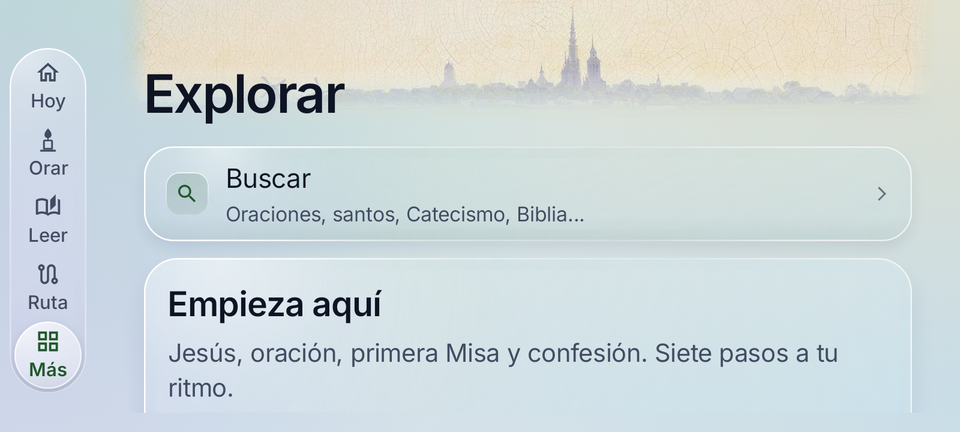 Hoy
Orar
Leer
Ruta
Más
Explorar
Buscar
Oraciones, santos, Catecismo, Biblia...
Empieza aquí
Jesús, oración, primera Misa y confesión. Siete pasos a tu
ritmo.